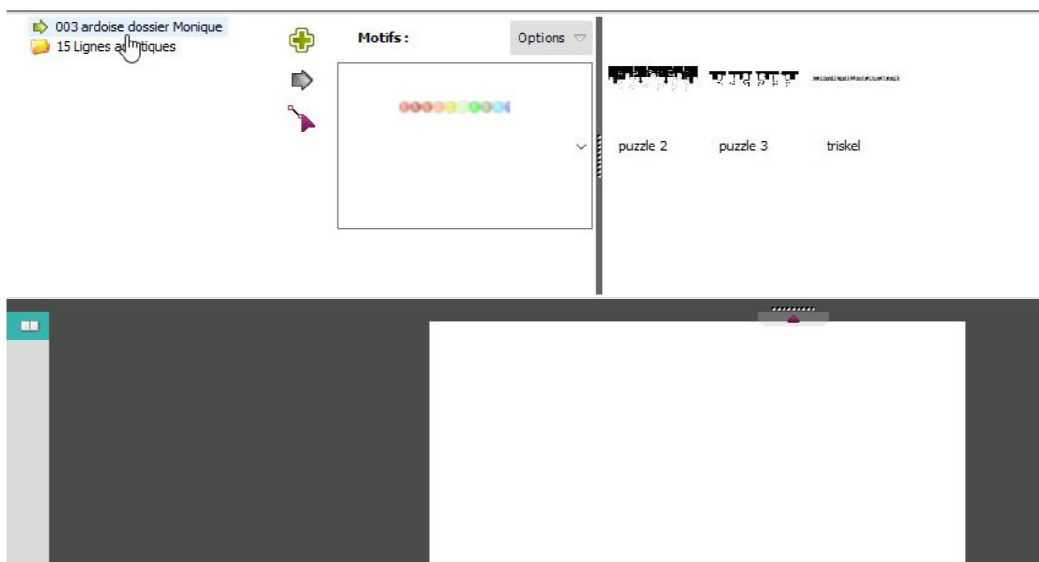 003 ardoise dossier Monique
15 Lignes
Motifs :
Options
puzzle 2
puzzle 3
triskel